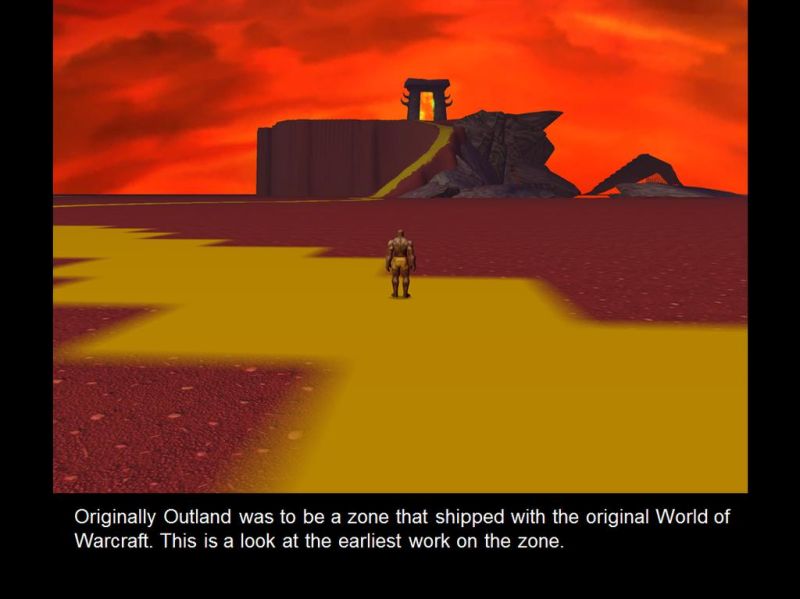 Originally Outland was to be a zone that shipped with the original World of
Warcraft. This is a look at the earliest work on the zone.